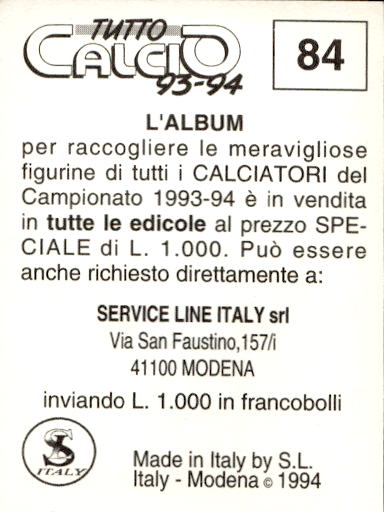 TUTTO
CALCIO
93-94
84
L'ALBUM
per raccogliere le meravigliose
figurine di tutti i CALCIATORI del
Campionato 1993-94 è in vendita
in tutte le edicole al prezzo SPE-
CIALE di L. 1.000. Può essere
anche richiesto direttamente a:
SERVICE LINE ITALY srl
Via San Faustino,157/i
41100 MODENA
inviando L. 1.000 in francobolli
SL
ITALY
Made in Italy by S.L.
Italy - Modena © 1994